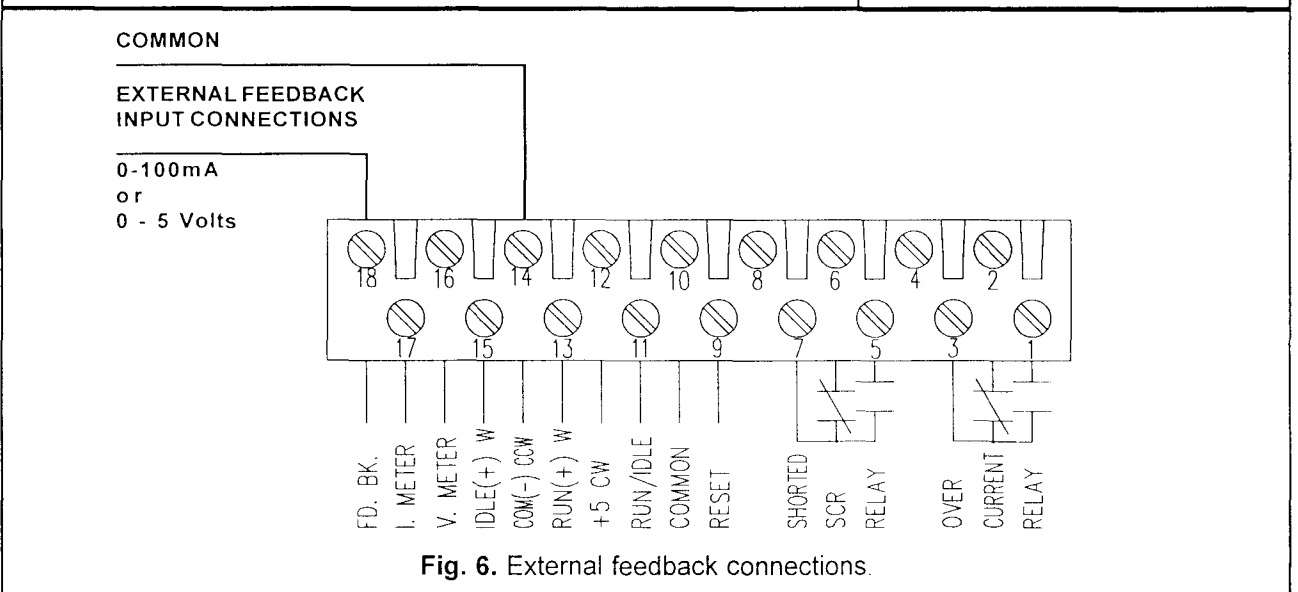 COMMON
EXTERNAL FEEDBACK
INPUT CONNECTIONS
0-100mA
or
0 - 5 Volts
18 16 14 12 10 8 6 4 2
17 15 13 11 9 7 5 3 1
FD. BK.
I. METER
V. METER
IDLE(+) W
COM(-) CCW
RUN(+) W
+5 CW
RUN/IDLE
COMMON
RESET
SHORTED
SCR
RELAY
OVER
CURRENT
RELAY
Fig. 6. External feedback connections.